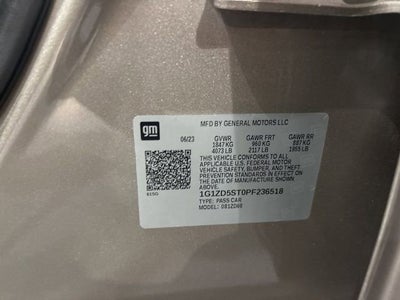 gm
MFD BY GENERAL MOTORS LLC
06/23 GVWR GAWR FRT GAWR RR
1847 KG 960 KG 887 KG
4073 LB 2117 LB 1955 LB
THIS VEHICLE CONFORMS TO ALL
APPLICABLE U.S. FEDERAL MOTOR
VEHICLE SAFETY, BUMPER, AND THEFT
PREVENTION STANDARDS IN EFFECT ON
THE DATE OF MANUFACTURE SHOWN
ABOVE.
1G1ZD5ST0PF236518
TYPE: PASS CAR